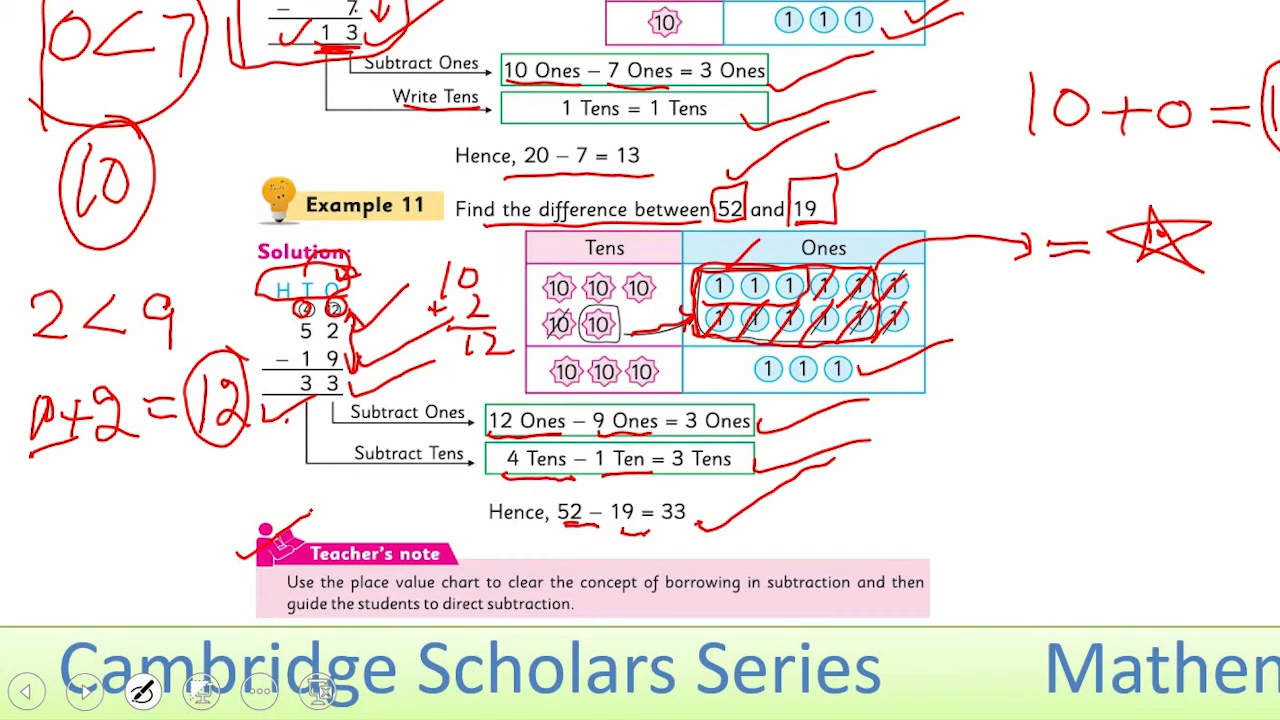 0 < 7
- 7
1 3
10
1 1 1
Subtract Ones
10 Ones – 7 Ones = 3 Ones
Write Tens
1 Tens = 1 Tens
10 + 0 =
10
Hence, 20 – 7 = 13
Example 11
Find the difference between 52 and 19
Solution:
Tens
Ones
H T O
10 10 10
1 1 1 1 1 1
10
+ 2
12
=
2 < 9
5 2
10 10
1 1 1 1 1 1
- 1 9
3 3
10 10 10
1 1 1
+ 2 = 12
Subtract Ones
12 Ones – 9 Ones = 3 Ones
Subtract Tens
4 Tens – 1 Ten = 3 Tens
Hence, 52 – 19 = 33
Teacher's note
Use the place value chart to clear the concept of borrowing in subtraction and then
guide the students to direct subtraction.
Cambridge Scholars Series
Mathem